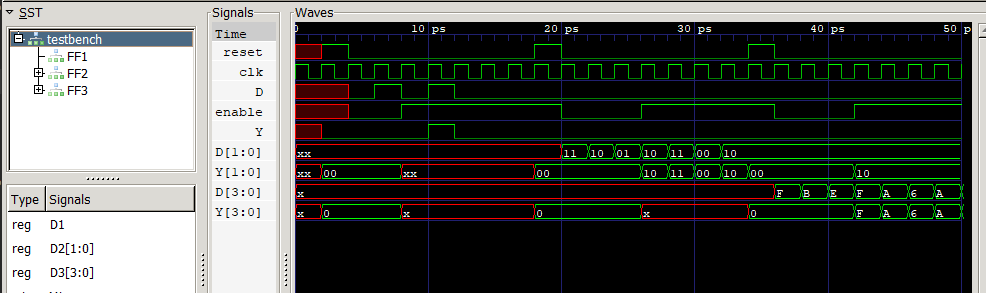 SST
testbench
FF1
FF2
FF3
Type Signals
reg D1
reg D2[1:0]
reg D3[3:0]
Signals
Time
reset
clk
D
enable
Y
D[1:0]
Y[1:0]
D[3:0]
Y[3:0]
Waves
0 10 ps 20 ps 30 ps 40 ps 50 p
xx 11 10 01 10 11 00 10
xx 00 xx 00 10 11 00 10 00 10
x F B E F A 6 A
x 0 x 0 x 0 F A 6 A